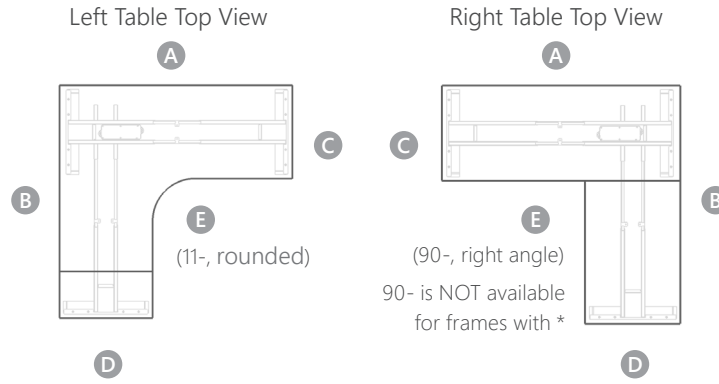 Left Table Top View
A
C
B
E
(11-, rounded)
D
Right Table Top View
A
C
B
E
(90-, right angle)
90- is NOT available
for frames with *
D